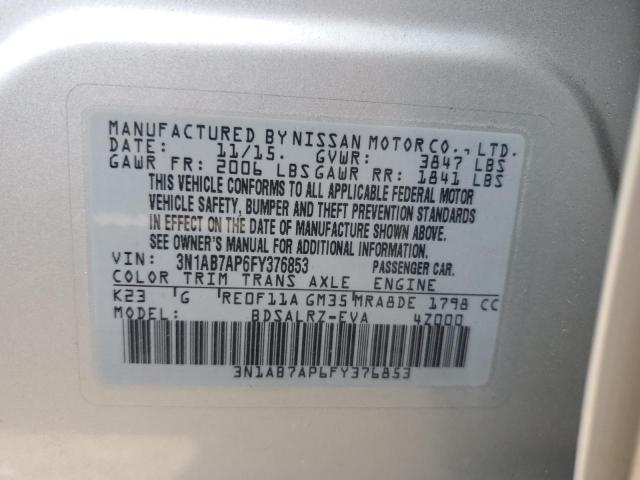 MANUFACTURED BY NISSAN MOTOR CO., LTD.
DATE: 11/15. GVWR: 3847 LBS
GAWR FR: 2006 LBS GAWR RR: 1841 LBS
THIS VEHICLE CONFORMS TO ALL APPLICABLE FEDERAL MOTOR
VEHICLE SAFETY, BUMPER AND THEFT PREVENTION STANDARDS
IN EFFECT ON THE DATE OF MANUFACTURE SHOWN ABOVE.
SEE OWNER'S MANUAL FOR ADDITIONAL INFORMATION.
VIN: 3N1AB7AP6FY376853 PASSENGER CAR.
COLOR TRIM TRANS AXLE ENGINE
K23 G RE0F11A GM35 MRA8DE 1798 CC
MODEL: BDSALRZ-EVA 4Z000
3N1AB7AP6FY376853